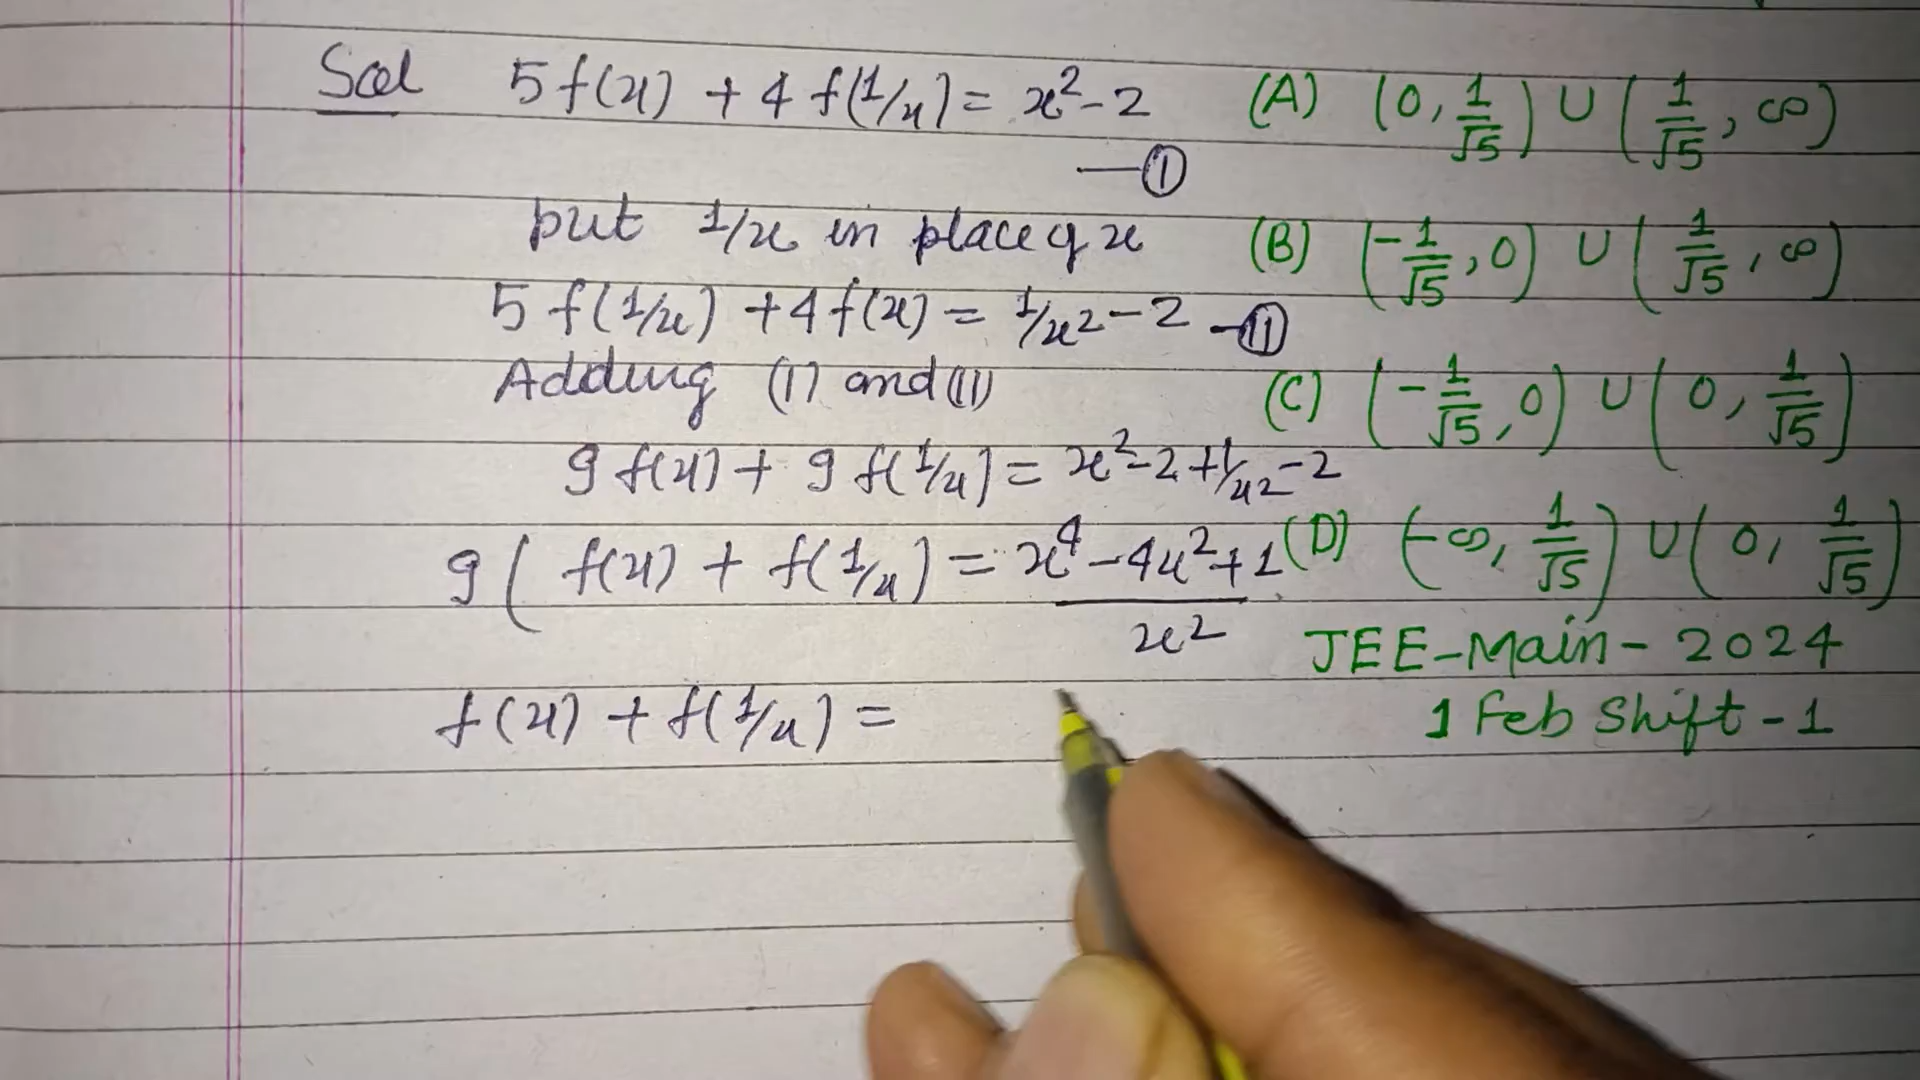 Sol 5f(x) + 4f(1/x) = x² - 2
— ①
put 1/x in place of x
5f(1/x) + 4f(x) = 1/x² - 2 - ⑪
Adding (I) and (II)
9f(x) + 9f(1/x) = x² - 2 + 1/x² - 2
9( f(x) + f(1/x) = x⁴ - 4x² + 1
x²
f(x) + f(1/x) =
(A) (0, 1/√5) ∪ (1/√5, ∞)
(B) (-1/√5, 0) ∪ (1/√5, ∞)
(C) (-1/√5, 0) ∪ (0, 1/√5)
(D) (-∞, 1/√5) ∪ (0, 1/√5)
JEE-Main-2024
1 Feb Shift-1